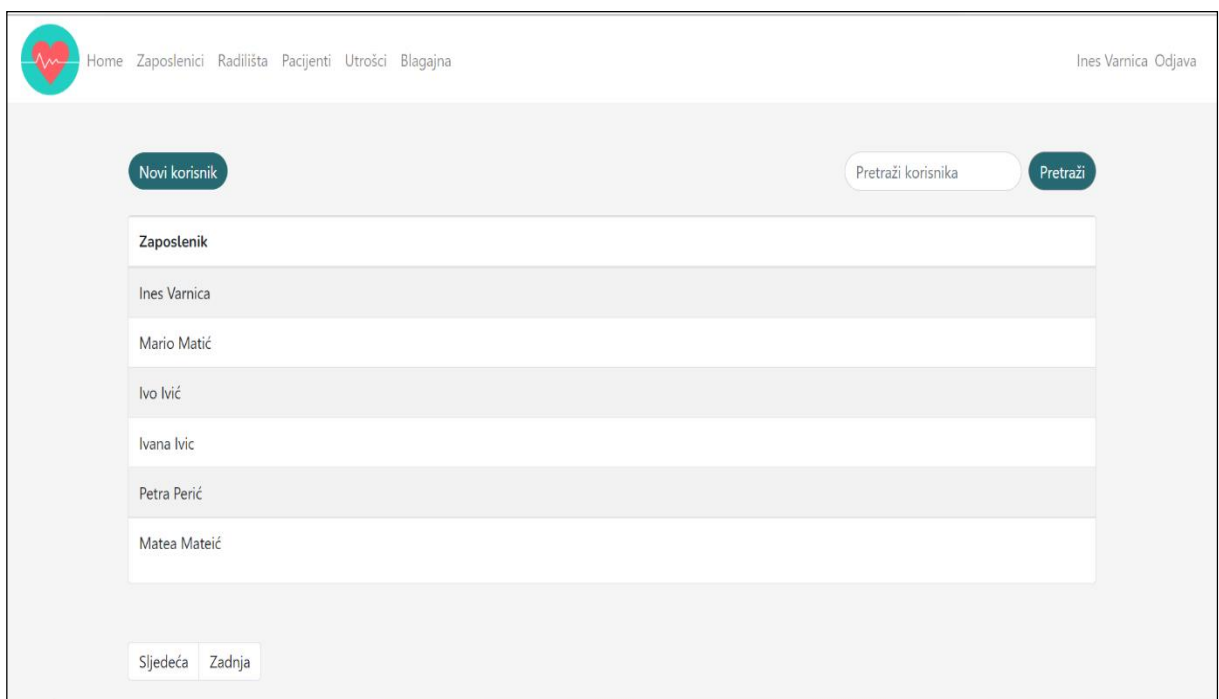 Home Zaposlenici Radilišta Pacijenti Utrošci Blagajna Ines Varnica Odjava
Novi korisnik Pretraži korisnika Pretraži
Zaposlenik
Ines Varnica
Mario Matić
Ivo Ivić
Ivana Ivic
Petra Perić
Matea Mateić
Sljedeća Zadnja